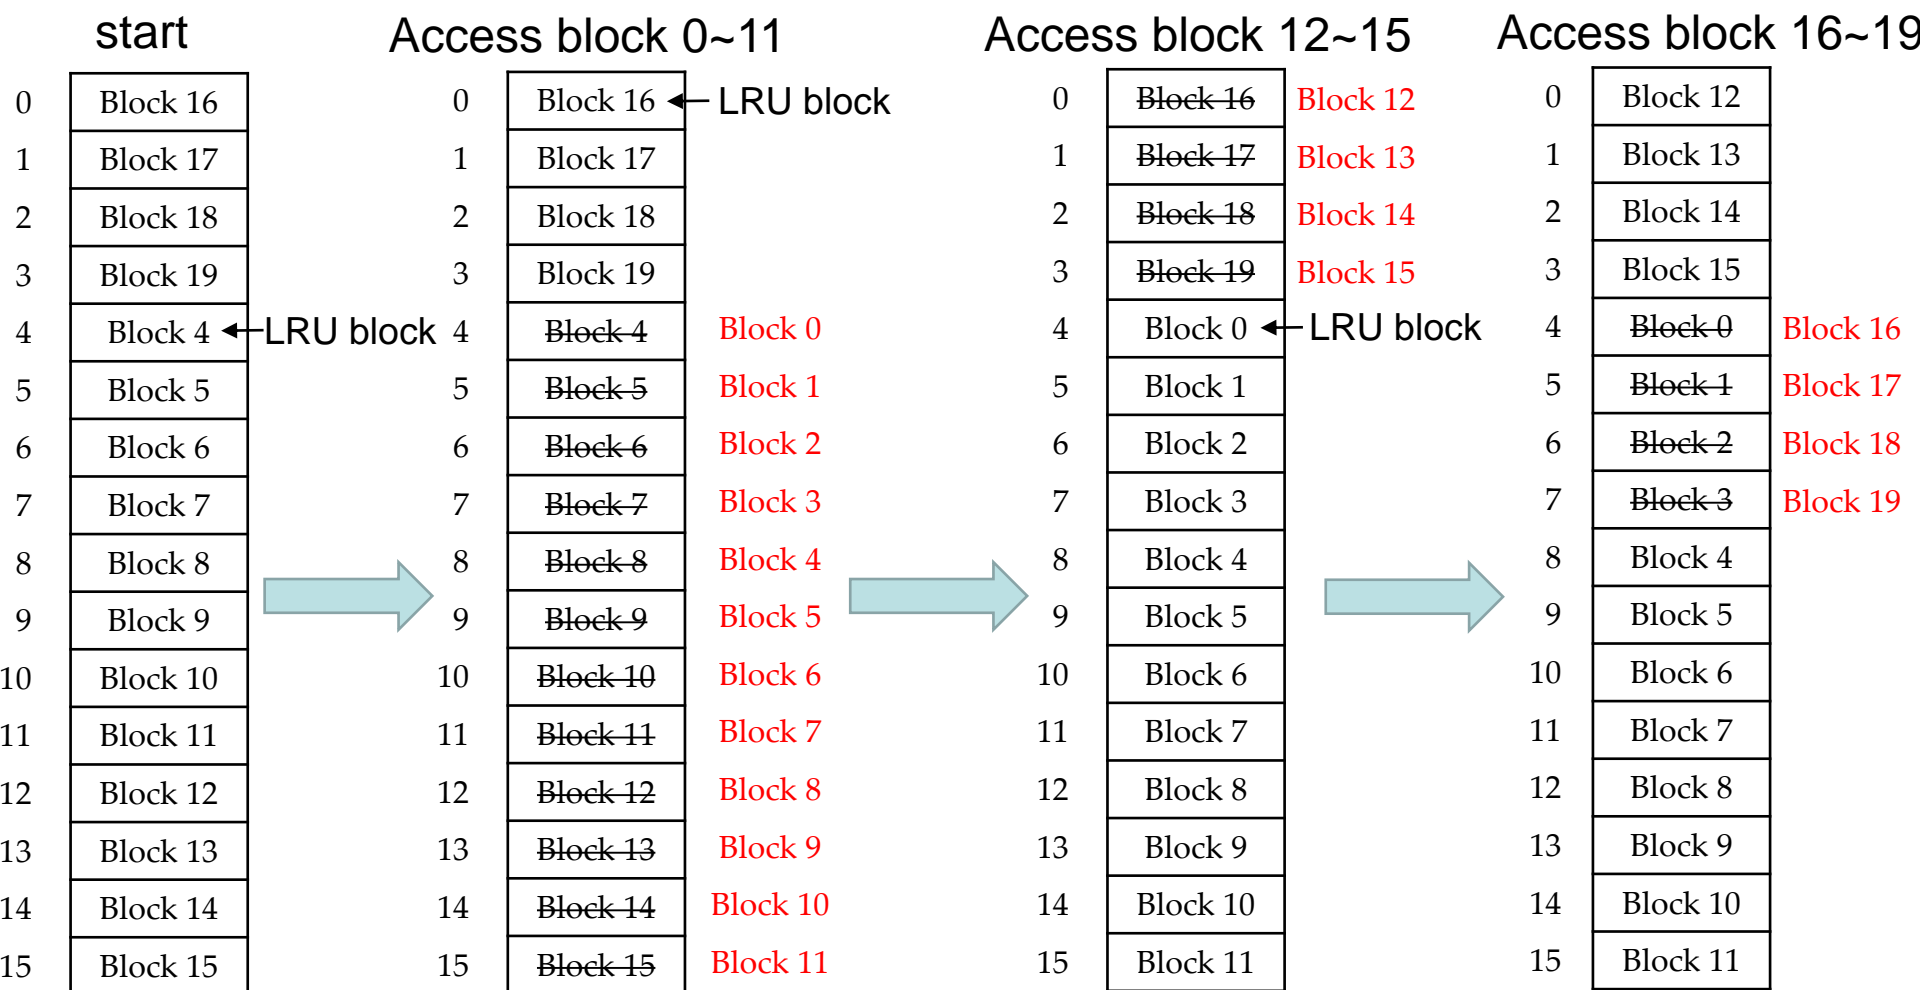 start Access block 0~11 Access block 12~15 Access block 16~19
0 Block 16 0 Block 16 LRU block 0 Block 16 Block 12 0 Block 12
1 Block 17 1 Block 17 1 Block 17 Block 13 1 Block 13
2 Block 18 2 Block 18 2 Block 18 Block 14 2 Block 14
3 Block 19 3 Block 19 3 Block 19 Block 15 3 Block 15
4 Block 4 LRU block 4 Block 4 Block 0 4 Block 0 LRU block 4 Block 0 Block 16
5 Block 5 5 Block 5 Block 1 5 Block 1 5 Block 1 Block 17
6 Block 6 6 Block 6 Block 2 6 Block 2 6 Block 2 Block 18
7 Block 7 7 Block 7 Block 3 7 Block 3 7 Block 3 Block 19
8 Block 8 8 Block 8 Block 4 8 Block 4 8 Block 4
9 Block 9 9 Block 9 Block 5 9 Block 5 9 Block 5
10 Block 10 10 Block 10 Block 6 10 Block 6 10 Block 6
11 Block 11 11 Block 11 Block 7 11 Block 7 11 Block 7
12 Block 12 12 Block 12 Block 8 12 Block 8 12 Block 8
13 Block 13 13 Block 13 Block 9 13 Block 9 13 Block 9
14 Block 14 14 Block 14 Block 10 14 Block 10 14 Block 10
15 Block 15 15 Block 15 Block 11 15 Block 11 15 Block 11